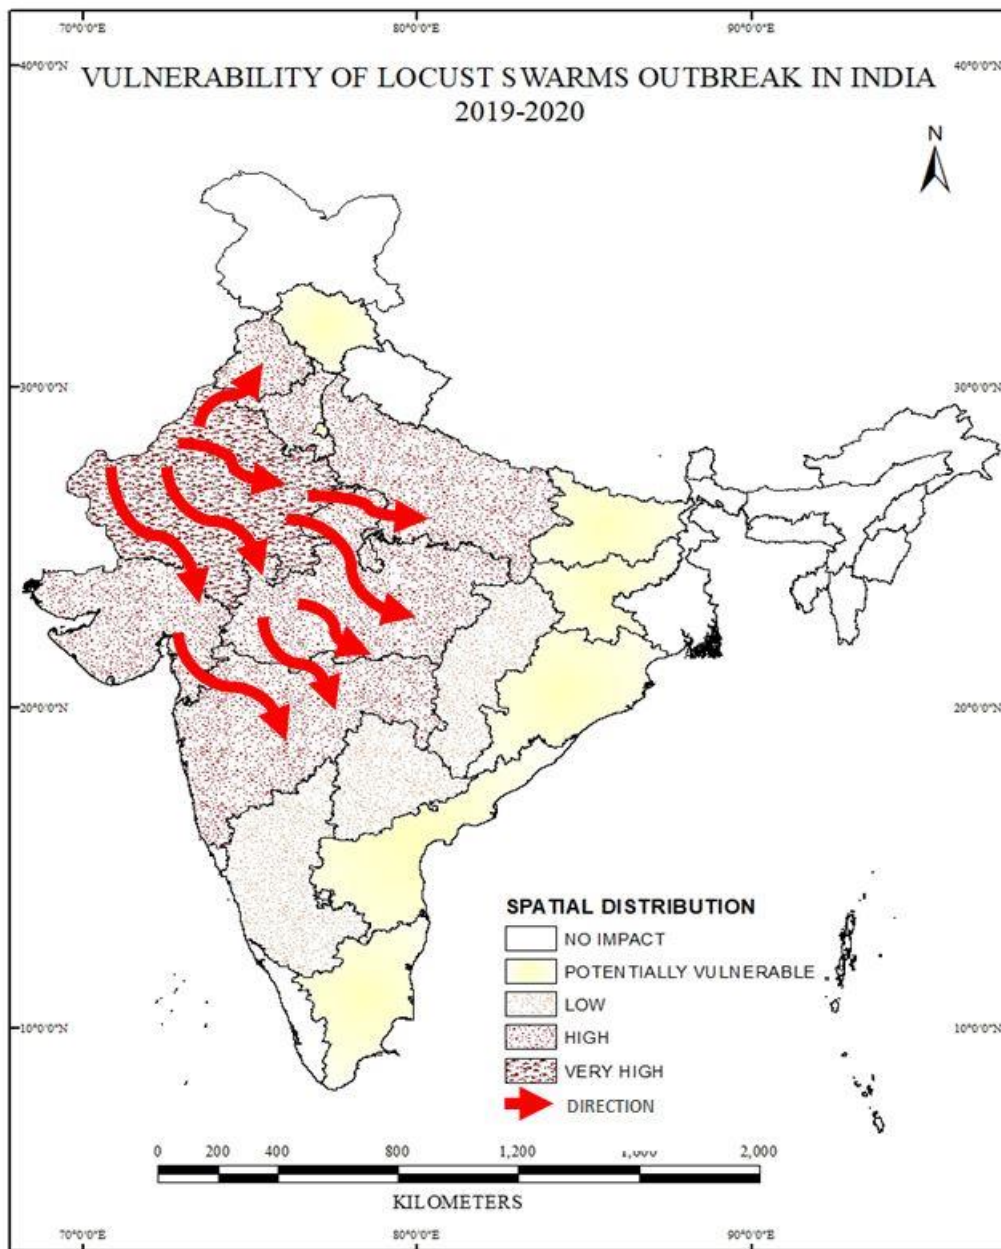 70°0'0"E 80°0'0"E 90°0'0"E
40°0'0"N 40°0'0"N
VULNERABILITY OF LOCUST SWARMS OUTBREAK IN INDIA
2019-2020
N
30°0'0"N 30°0'0"N
20°0'0"N 20°0'0"N
SPATIAL DISTRIBUTION
NO IMPACT
POTENTIALLY VULNERABLE
LOW
HIGH
VERY HIGH
DIRECTION
10°0'0"N 10°0'0"N
0 200 400 800 1,200 2,000
KILOMETERS
70°0'0"E 80°0'0"E 90°0'0"E